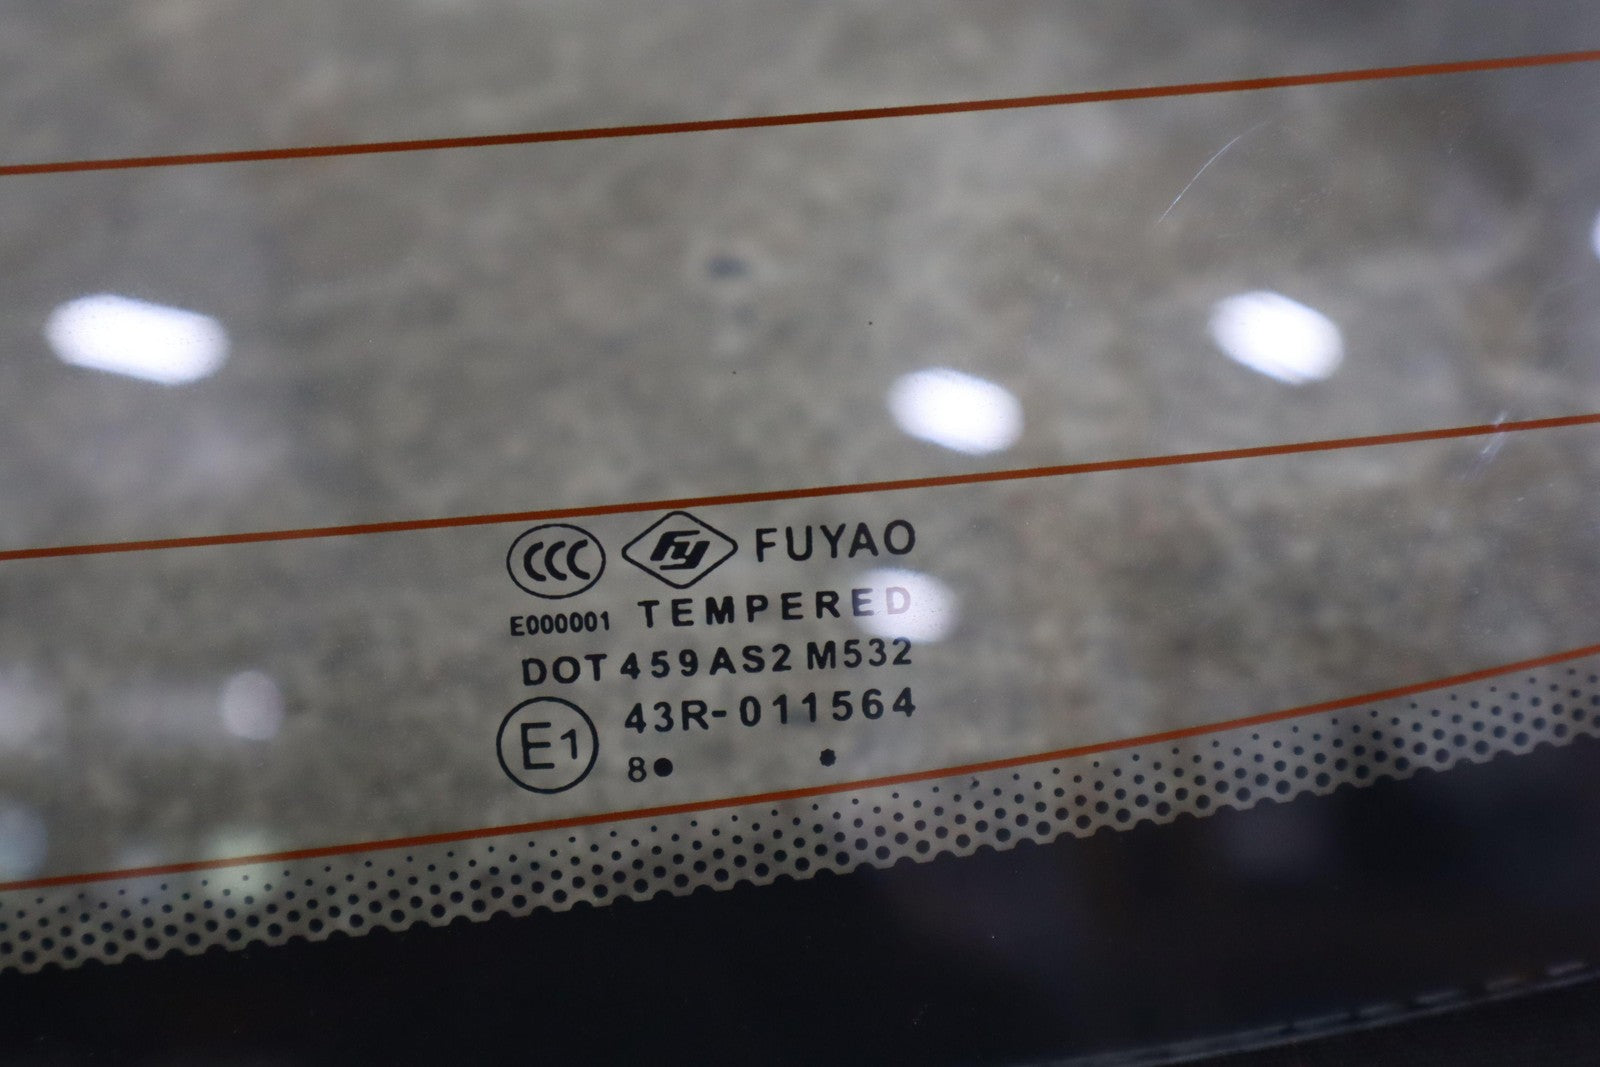 CCC fy FUYAO
E000001 TEMPERED
DOT 459 AS2 M532
E1 43R-011564
8●